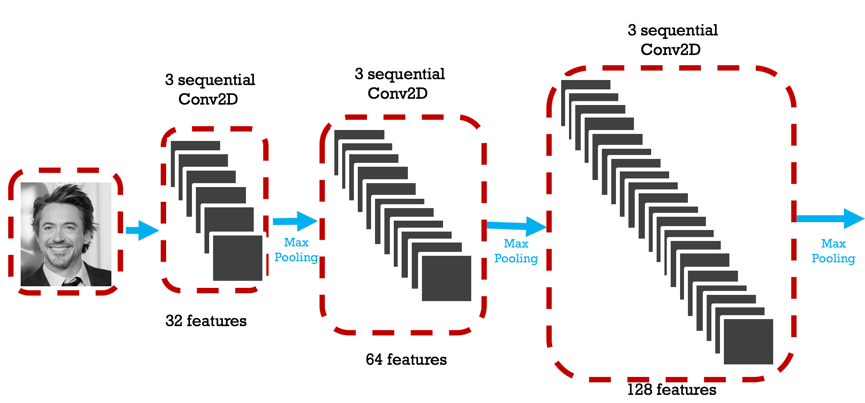 3 sequential
Conv2D
3 sequential
Conv2D
3 sequential
Conv2D
Max
Pooling
Max
Pooling
Max
Pooling
32 features
64 features
128 features